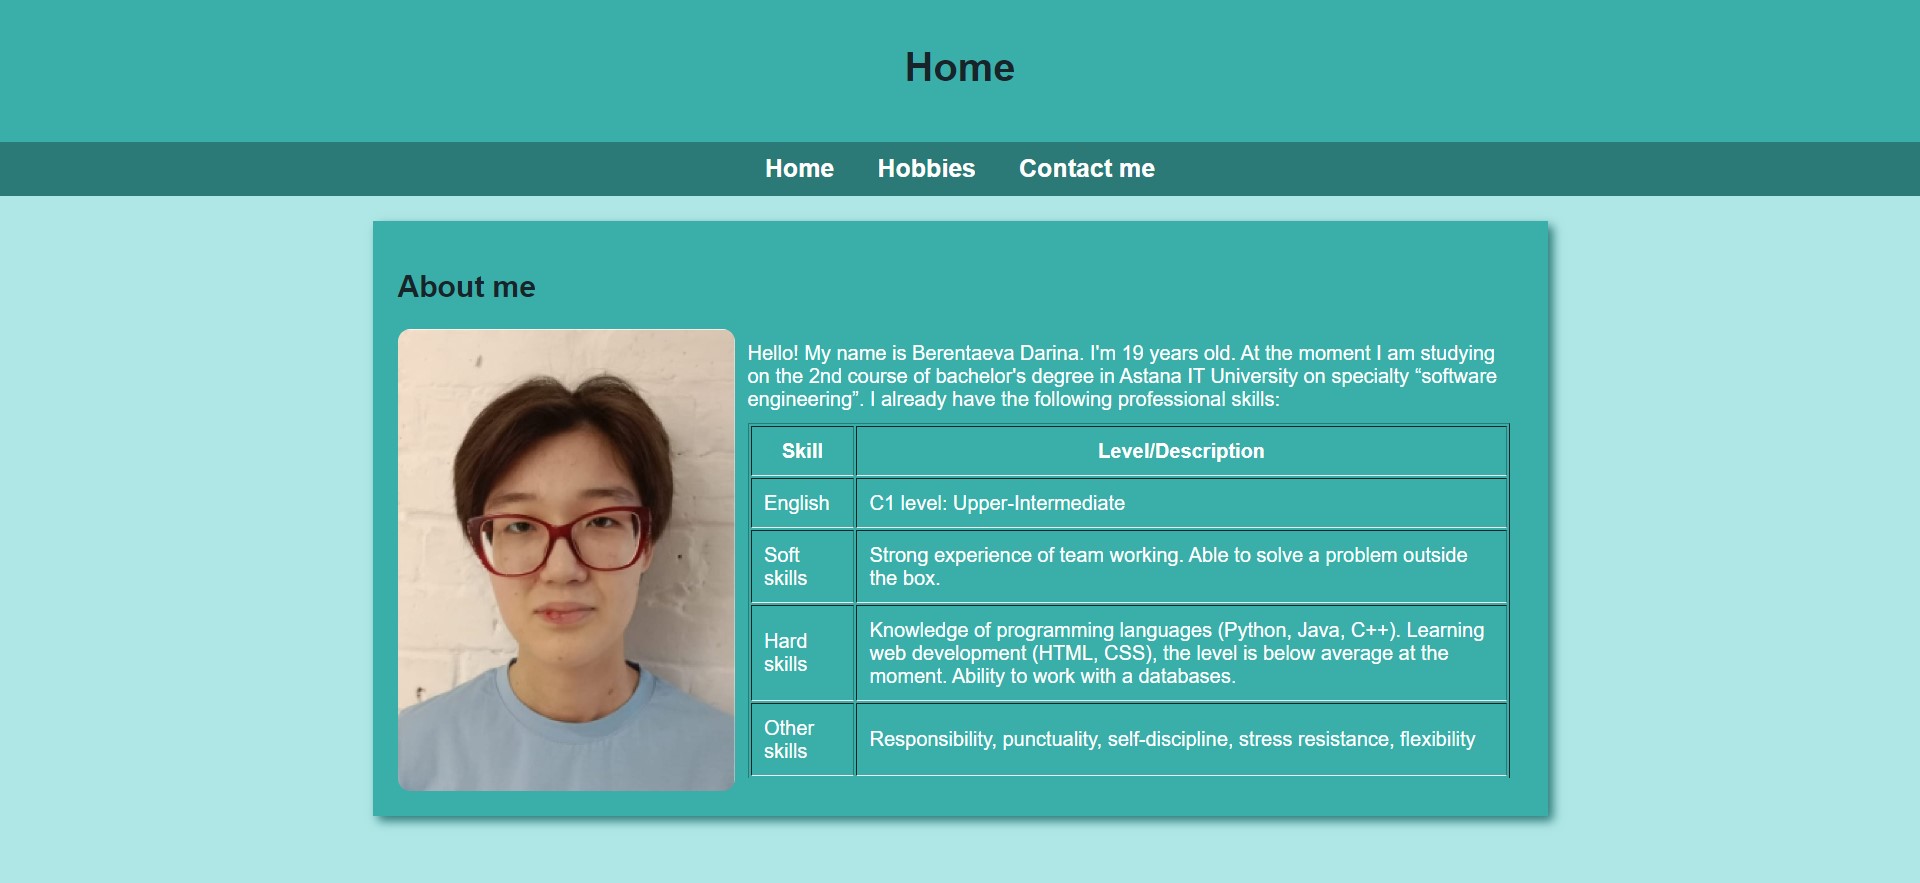 Home
Home Hobbies Contact me
About me
Hello! My name is Berentaeva Darina. I'm 19 years old. At the moment I am studying
on the 2nd course of bachelor's degree in Astana IT University on specialty “software
engineering”. I already have the following professional skills:
Skill Level/Description
English C1 level: Upper-Intermediate
Soft
skills
Strong experience of team working. Able to solve a problem outside
the box.
Hard
skills
Knowledge of programming languages (Python, Java, C++). Learning
web development (HTML, CSS), the level is below average at the
moment. Ability to work with a databases.
Other
skills
Responsibility, punctuality, self-discipline, stress resistance, flexibility